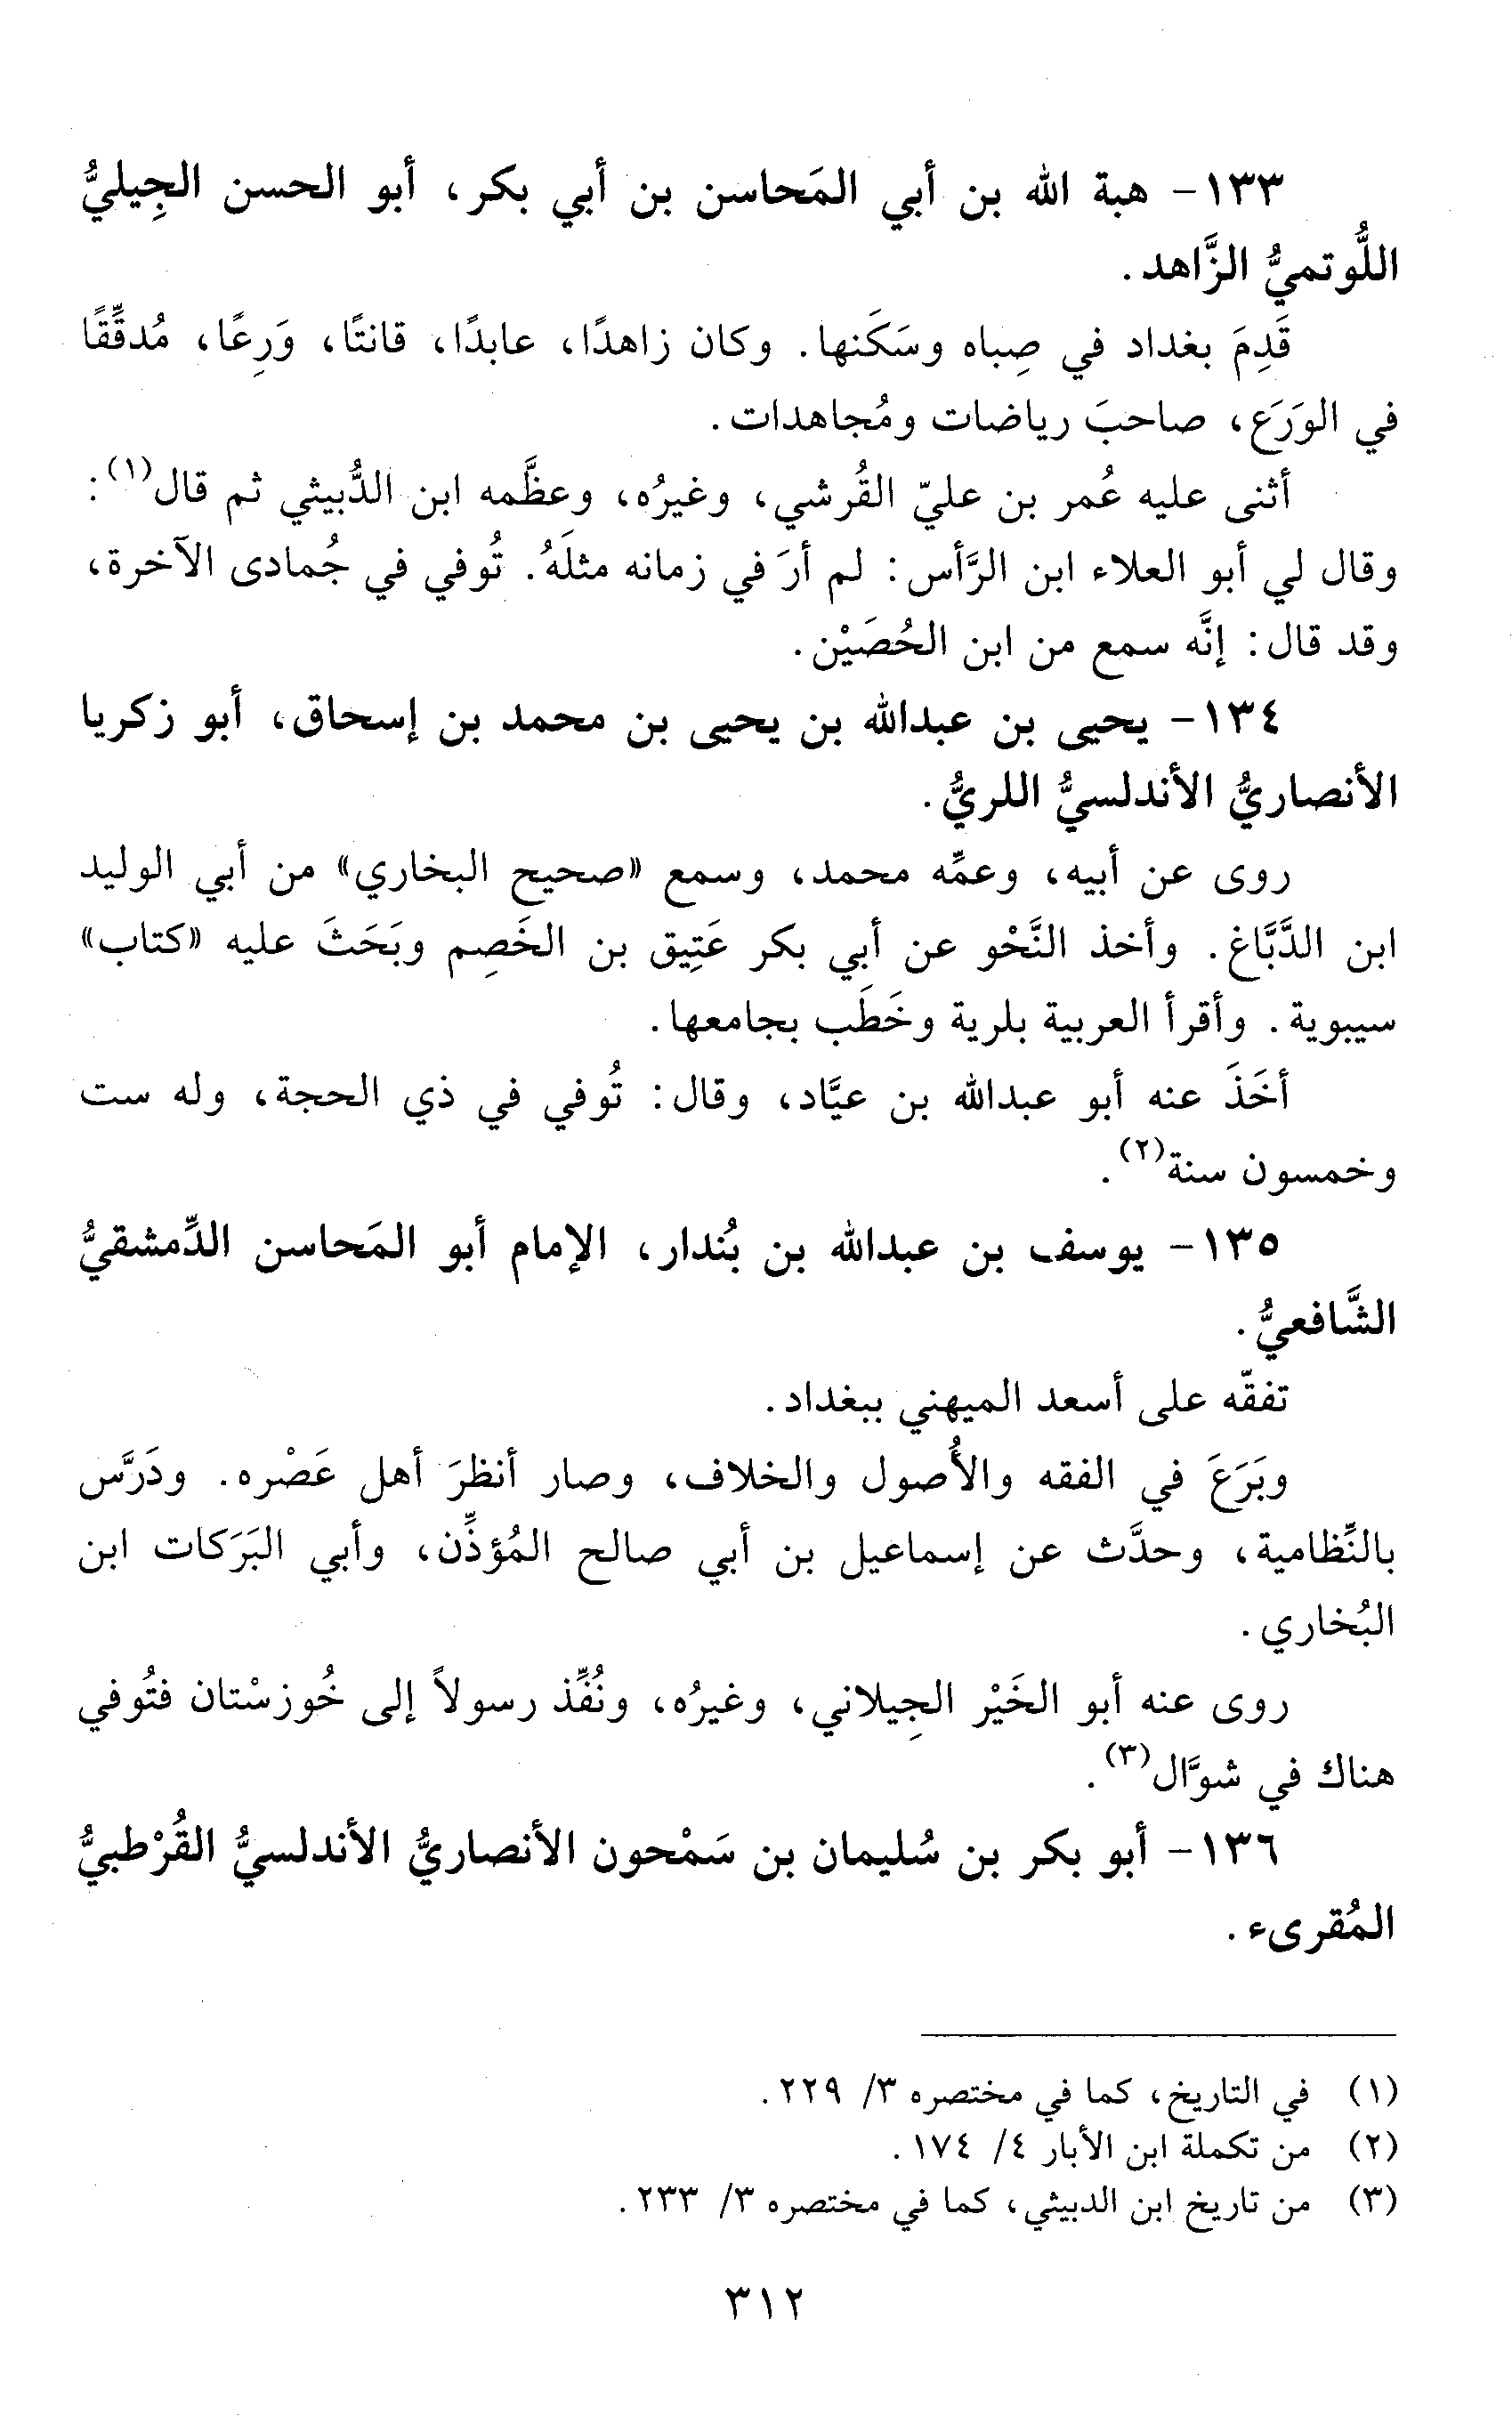 ١٣٣- هبة الله بن أبي المَحاسن بن أبي بكر، أبو الحسن الجِيليُّ
اللُّوتميُّ الزَّاهد.
قَدِمَ بغداد في صِباه وسَكَنها. وكان زاهدًا، عابدًا، قانتًا، وَرِعًا، مُدقِّقًا
في الوَرَع، صاحبَ رياضات ومُجاهدات.
أثنى عليه عُمر بن عليّ القُرشي، وغيرُه، وعظَّمه ابن الدُّبيثي ثم قال(١):
وقال لي أبو العلاء ابن الرَّأس: لم أرَ في زمانه مثلَهُ. تُوفي في جُمادى الآخرة،
وقد قال: إنَّه سمع من ابن الحُصَيْن.
١٣٤- يحيى بن عبدالله بن يحيى بن محمد بن إسحاق، أبو زكريا
الأنصاريُّ الأندلسيُّ اللريُّ.
روى عن أبيه، وعمِّه محمد، وسمع «صحيح البخاري» من أبي الوليد
ابن الدَّبَّاغ. وأخذ النَّحْو عن أبي بكر عَتِيق بن الخَصِم وبَحَثَ عليه «كتاب»
سيبوية. وأقرأ العربية بلرية وخَطَب بجامعها.
أخَذَ عنه أبو عبدالله بن عيَّاد، وقال: تُوفي في ذي الحجة، وله ست
وخمسون سنة(٢).
١٣٥- يوسف بن عبدالله بن بُندار، الإمام أبو المَحاسن الدِّمشقيُّ
الشَّافعيُّ.
تفقّه على أسعد الميهني ببغداد.
وبَرَعَ في الفقه والأُصول والخلاف، وصار أنظرَ أهل عَصْره. ودَرَّس
بالنِّظامية، وحدَّث عن إسماعيل بن أبي صالح المُؤذِّن، وأبي البَرَكات ابن
البُخاري.
روى عنه أبو الخَيْر الجِيلاني، وغيرُه، ونُفِّذ رسولاً إلى خُوزسْتان فتُوفي
هناك في شوَّال(٣).
١٣٦- أبو بكر بن سُليمان بن سَمْحون الأنصاريُّ الأندلسيُّ القُرْطبيُّ
المُقرىء.
(١) في التاريخ، كما في مختصره ٣/ ٢٢٩.
(٢) من تكملة ابن الأبار ٤/ ١٧٤.
(٣) من تاريخ ابن الدبيثي، كما في مختصره ٣/ ٢٣٣.
٣١٢